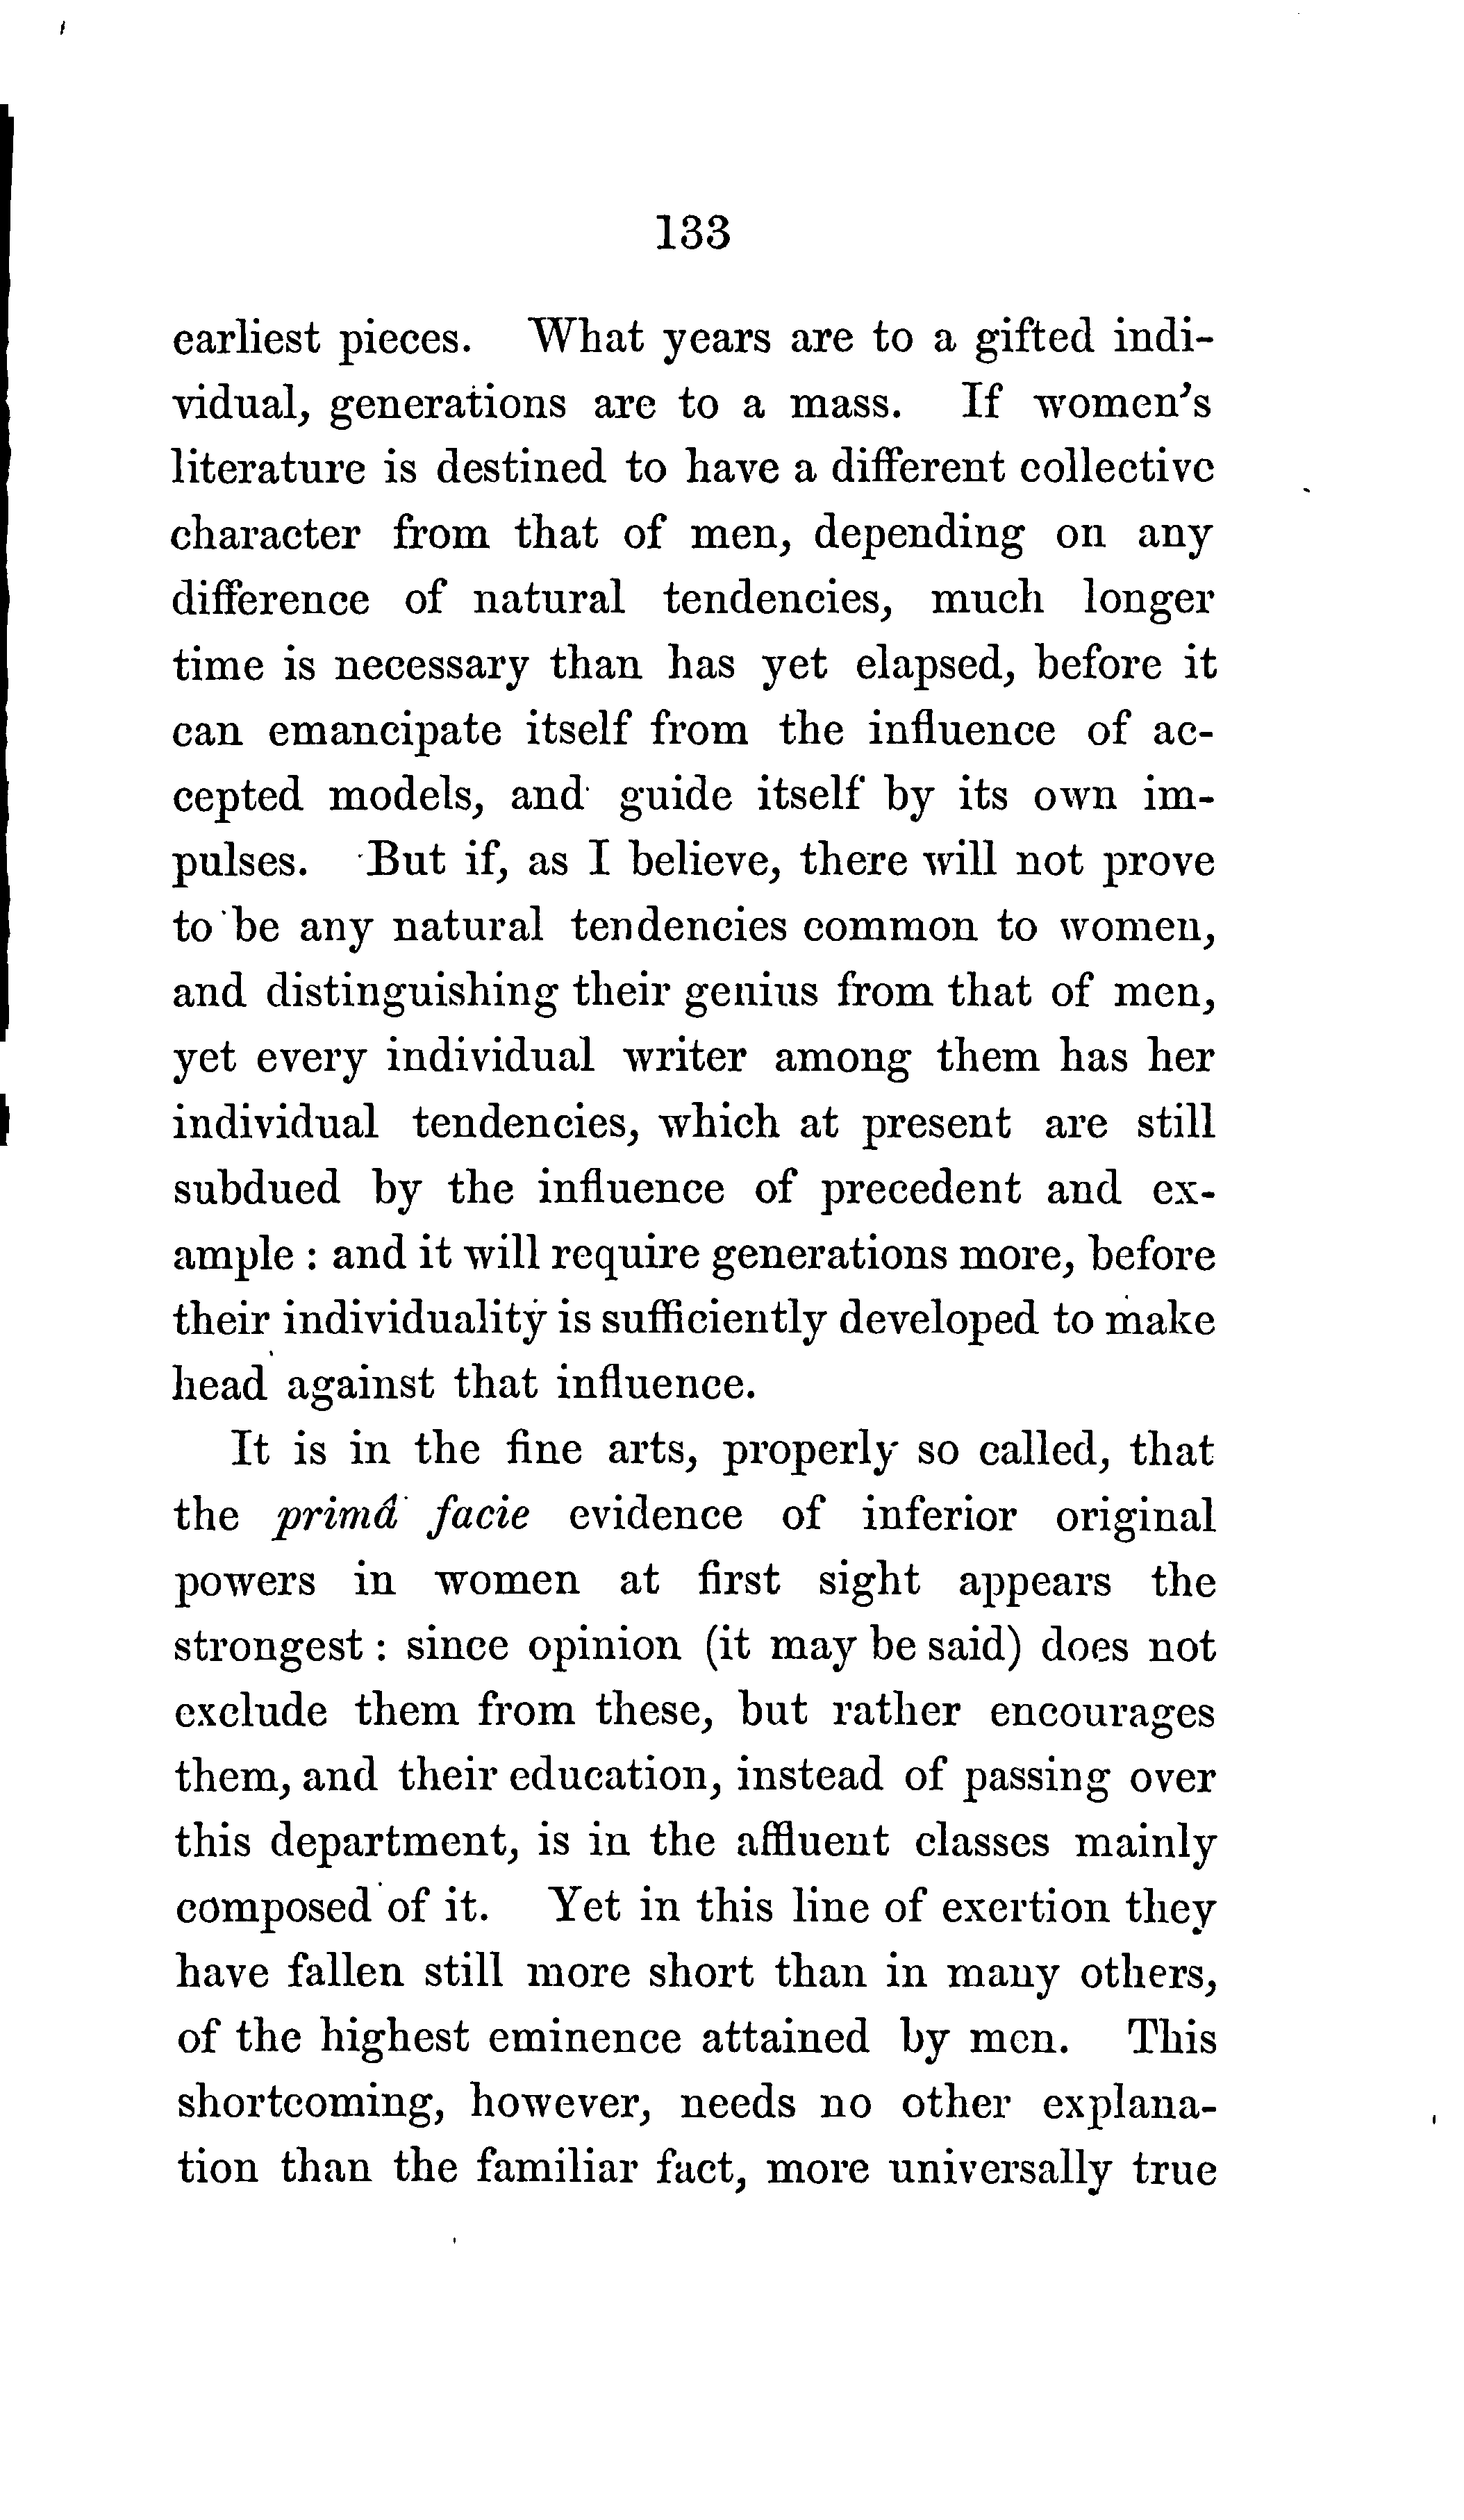 133
earliest pieces. What years are to a gifted indi-
vidual, generations are to a mass. If women's
literature is destined to have a different collective
character from that of men, depending on any
difference of natural tendencies, much longer
time is necessary than has yet elapsed, before it
can emancipate itself from the influence of ac-
cepted models, and guide itself by its own im-
pulses. But if, as I believe, there will not prove
to be any natural tendencies common to women,
and distinguishing their genius from that of men,
yet every individual writer among them has her
individual tendencies, which at present are still
subdued by the influence of precedent and ex-
ample : and it will require generations more, before
their individuality is sufficiently developed to make
head against that influence.
It is in the fine arts, properly so called, that
the primâ facie evidence of inferior original
powers in women at first sight appears the
strongest : since opinion (it may be said) does not
exclude them from these, but rather encourages
them, and their education, instead of passing over
this department, is in the affluent classes mainly
composed of it. Yet in this line of exertion they
have fallen still more short than in many others,
of the highest eminence attained by men. This
shortcoming, however, needs no other explana-
tion than the familiar fact, more universally true